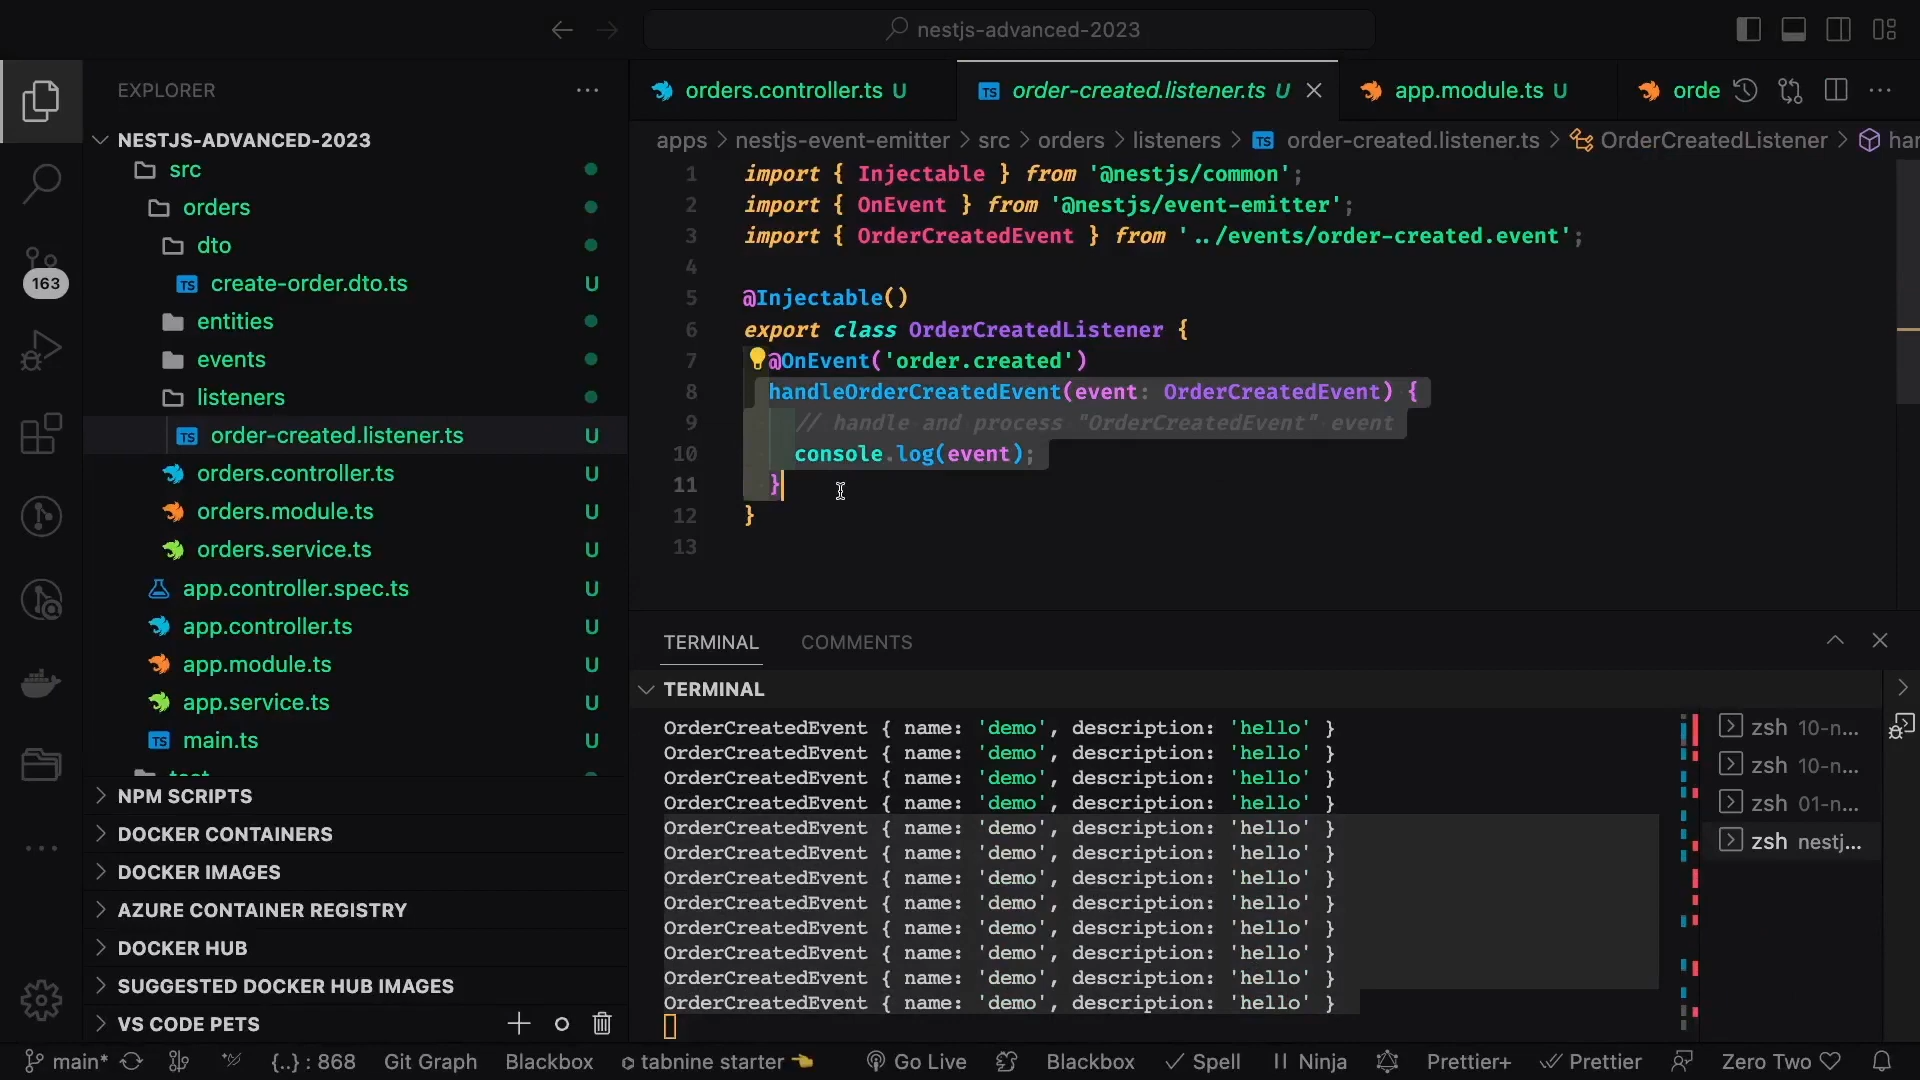 nestjs-advanced-2023
EXPLORER
NESTJS-ADVANCED-2023
src
orders
dto
create-order.dto.ts U
entities
events
listeners
order-created.listener.ts U
orders.controller.ts U
orders.module.ts U
orders.service.ts U
app.controller.spec.ts U
app.controller.ts U
app.module.ts U
app.service.ts U
main.ts U
NPM SCRIPTS
DOCKER CONTAINERS
DOCKER IMAGES
AZURE CONTAINER REGISTRY
DOCKER HUB
SUGGESTED DOCKER HUB IMAGES
VS CODE PETS
163
orders.controller.ts U
order-created.listener.ts U
app.module.ts U
orde
apps > nestjs-event-emitter > src > orders > listeners > TS order-created.listener.ts > OrderCreatedListener > har
1 import { Injectable } from '@nestjs/common';
2 import { OnEvent } from '@nestjs/event-emitter';
3 import { OrderCreatedEvent } from '../events/order-created.event';
4
5 @Injectable()
6 export class OrderCreatedListener {
7 @OnEvent('order.created')
8 handleOrderCreatedEvent(event: OrderCreatedEvent) {
9 // handle and process "OrderCreatedEvent" event
10 console.log(event);
11 }
12 }
13
TERMINAL COMMENTS
TERMINAL
OrderCreatedEvent { name: 'demo', description: 'hello' }
OrderCreatedEvent { name: 'demo', description: 'hello' }
OrderCreatedEvent { name: 'demo', description: 'hello' }
OrderCreatedEvent { name: 'demo', description: 'hello' }
OrderCreatedEvent { name: 'demo', description: 'hello' }
OrderCreatedEvent { name: 'demo', description: 'hello' }
OrderCreatedEvent { name: 'demo', description: 'hello' }
OrderCreatedEvent { name: 'demo', description: 'hello' }
OrderCreatedEvent { name: 'demo', description: 'hello' }
OrderCreatedEvent { name: 'demo', description: 'hello' }
OrderCreatedEvent { name: 'demo', description: 'hello' }
OrderCreatedEvent { name: 'demo', description: 'hello' }
zsh 10-n...
zsh 10-n...
zsh 01-n...
zsh nestj...
main* {..} : 868 Git Graph Blackbox tabnine starter Go Live Blackbox Spell Ninja Prettier+ Prettier Zero Two